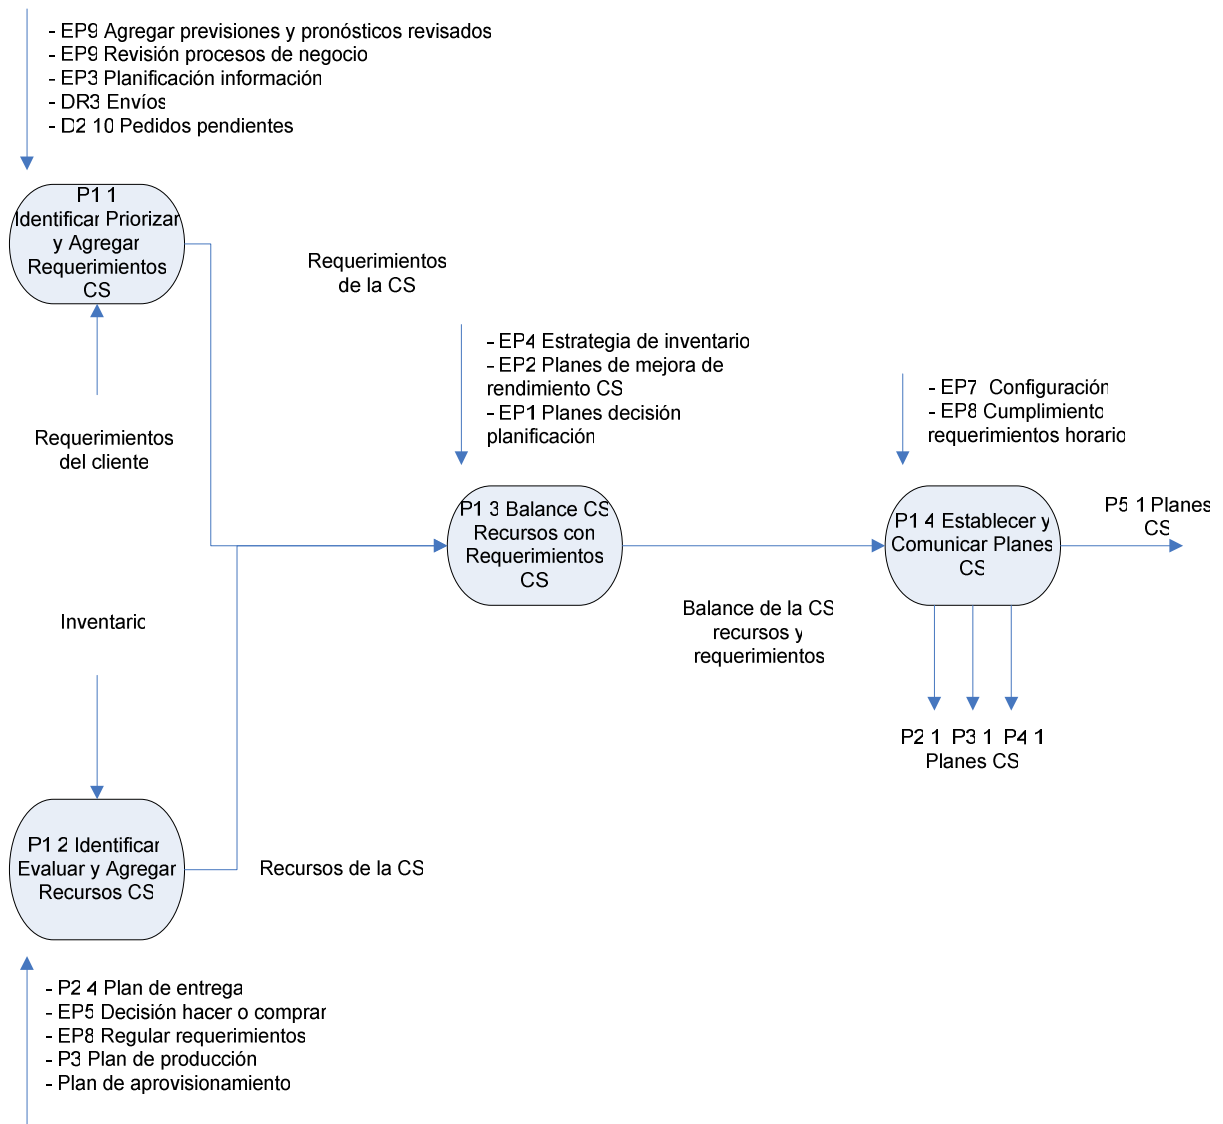 - EP9 Agregar previsiones y pronósticos revisados
- EP9 Revisión procesos de negocio
- EP3 Planificación información
- DR3 Envíos
- D2 10 Pedidos pendientes
P1 1
Identificar Priorizar
y Agregar
Requerimientos
CS
Requerimientos
de la CS
- EP4 Estrategia de inventario
- EP2 Planes de mejora de
rendimiento CS
- EP1 Planes decisión
planificación
- EP7 Configuración
- EP8 Cumplimiento
requerimientos horario
Requerimientos
del cliente
P1 3 Balance CS
Recursos con
Requerimientos
CS
P1 4 Establecer y
Comunicar Planes
CS
P5 1 Planes
CS
Inventario
Balance de la CS
recursos y
requerimientos
P2 1 P3 1 P4 1
Planes CS
P1 2 Identificar
Evaluar y Agregar
Recursos CS
Recursos de la CS
- P2 4 Plan de entrega
- EP5 Decisión hacer o comprar
- EP8 Regular requerimientos
- P3 Plan de producción
- Plan de aprovisionamiento